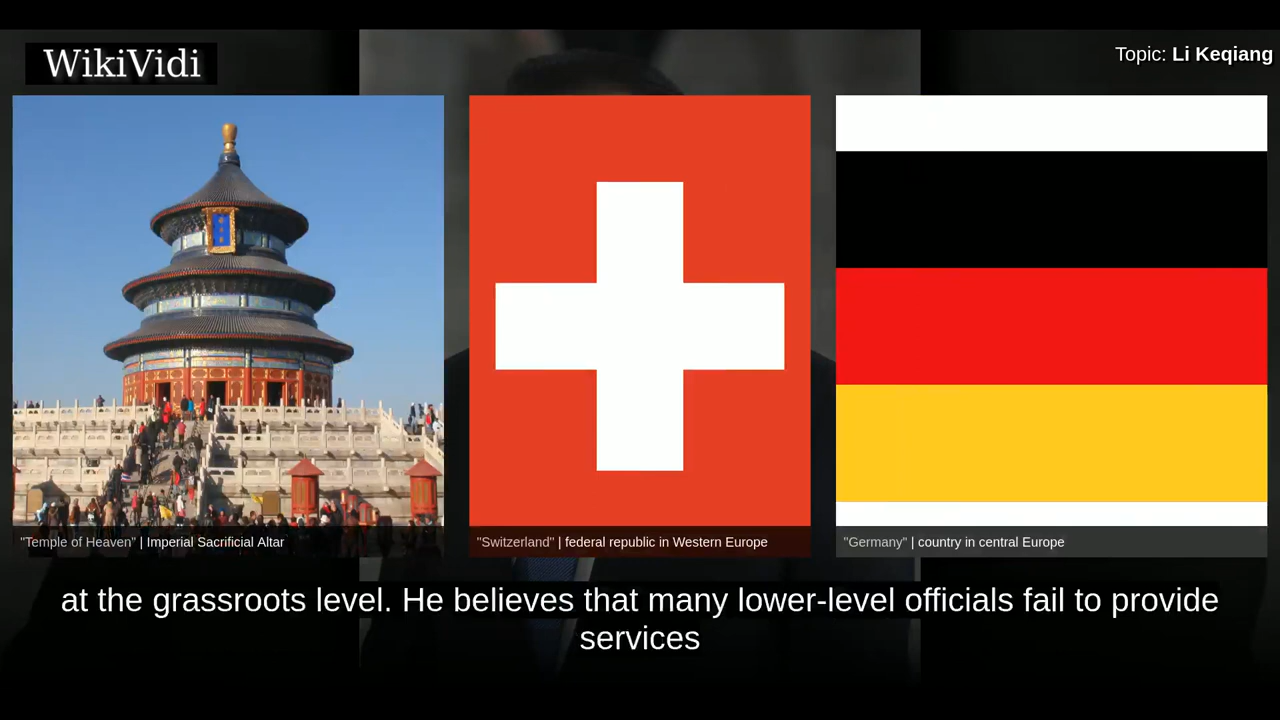 WikiVidi
Topic: Li Keqiang
"Temple of Heaven" | Imperial Sacrificial Altar
"Switzerland" | federal republic in Western Europe
"Germany" | country in central Europe
at the grassroots level. He believes that many lower-level officials fail to provide
services